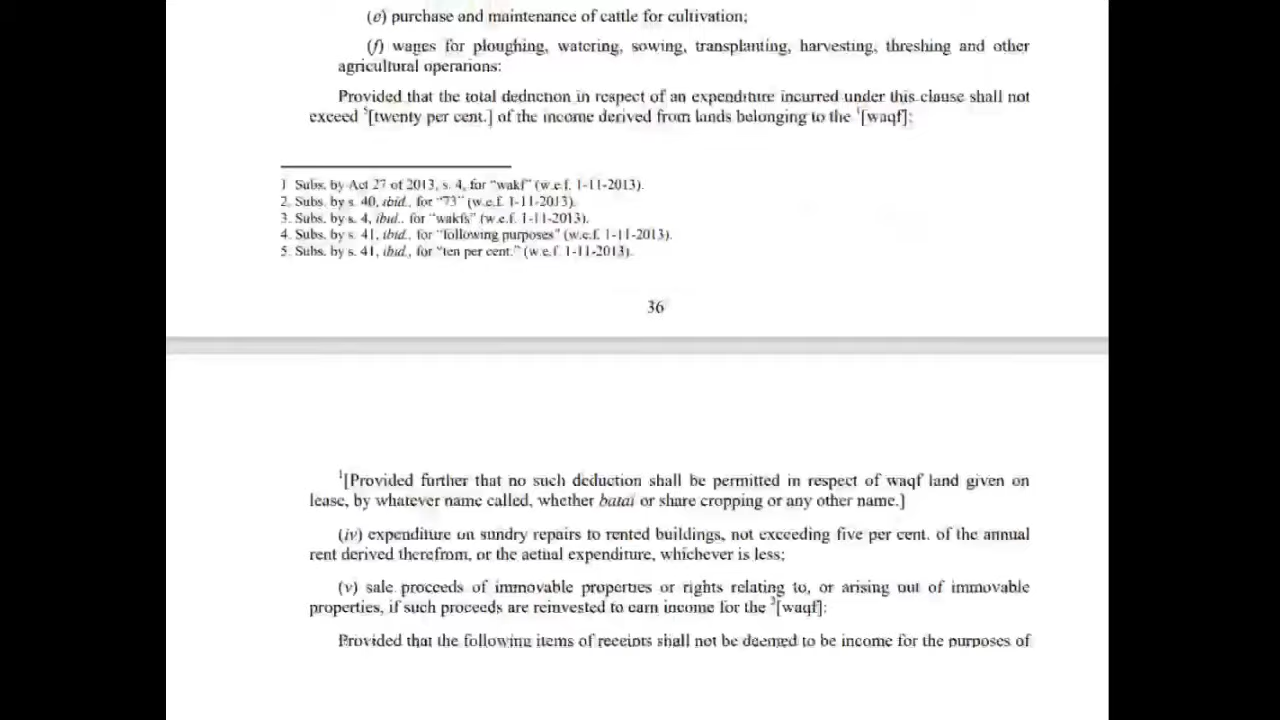 (e) purchase and maintenance of cattle for cultivation;
(f) wages for ploughing, watering, sowing, transplanting, harvesting, threshing and other
agricultural operations:
Provided that the total deduction in respect of an expenditure incurred under this clause shall not
exceed 5[twenty per cent.] of the income derived from lands belonging to the 1[waqf]:
1 Subs. by Act 27 of 2013, s. 4, for "wakf" (w.e.f. 1-11-2013).
2. Subs. by s. 40, ibid., for "73" (w.e.f. 1-11-2013).
3. Subs. by s. 4, ibid., for "wakfs" (w.e.f. 1-11-2013).
4. Subs. by s. 41, ibid., for "following purposes" (w.e.f. 1-11-2013).
5. Subs. by s. 41, ibid., for "ten per cent." (w.e.f. 1-11-2013).
36
1[Provided further that no such deduction shall be permitted in respect of waqf land given on
lease, by whatever name called, whether batai or share cropping or any other name.]
(iv) expenditure on sundry repairs to rented buildings, not exceeding five per cent. of the annual
rent derived therefrom, or the actual expenditure, whichever is less;
(v) sale proceeds of immovable properties or rights relating to, or arising out of immovable
properties, if such proceeds are reinvested to earn income for the 3[waqf]:
Provided that the following items of receipts shall not be deemed to be income for the purposes of